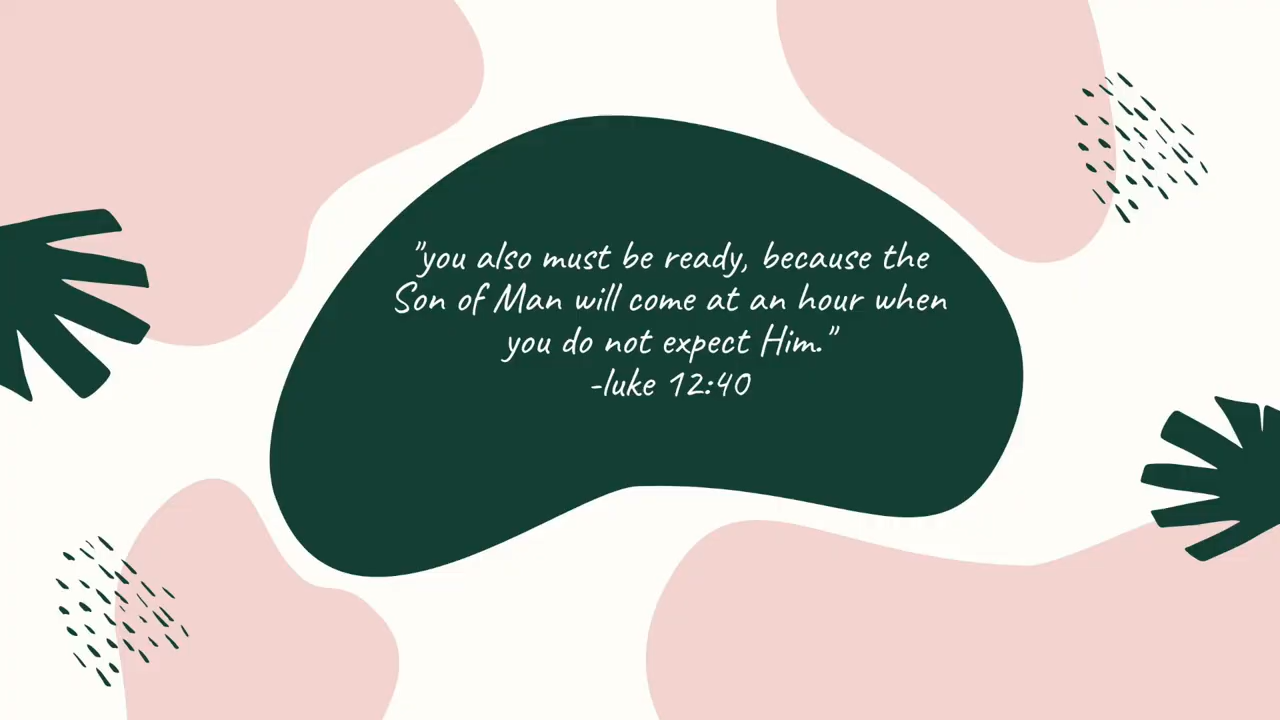 "you also must be ready, because the
Son of Man will come at an hour when
you do not expect Him."
-luke 12:40